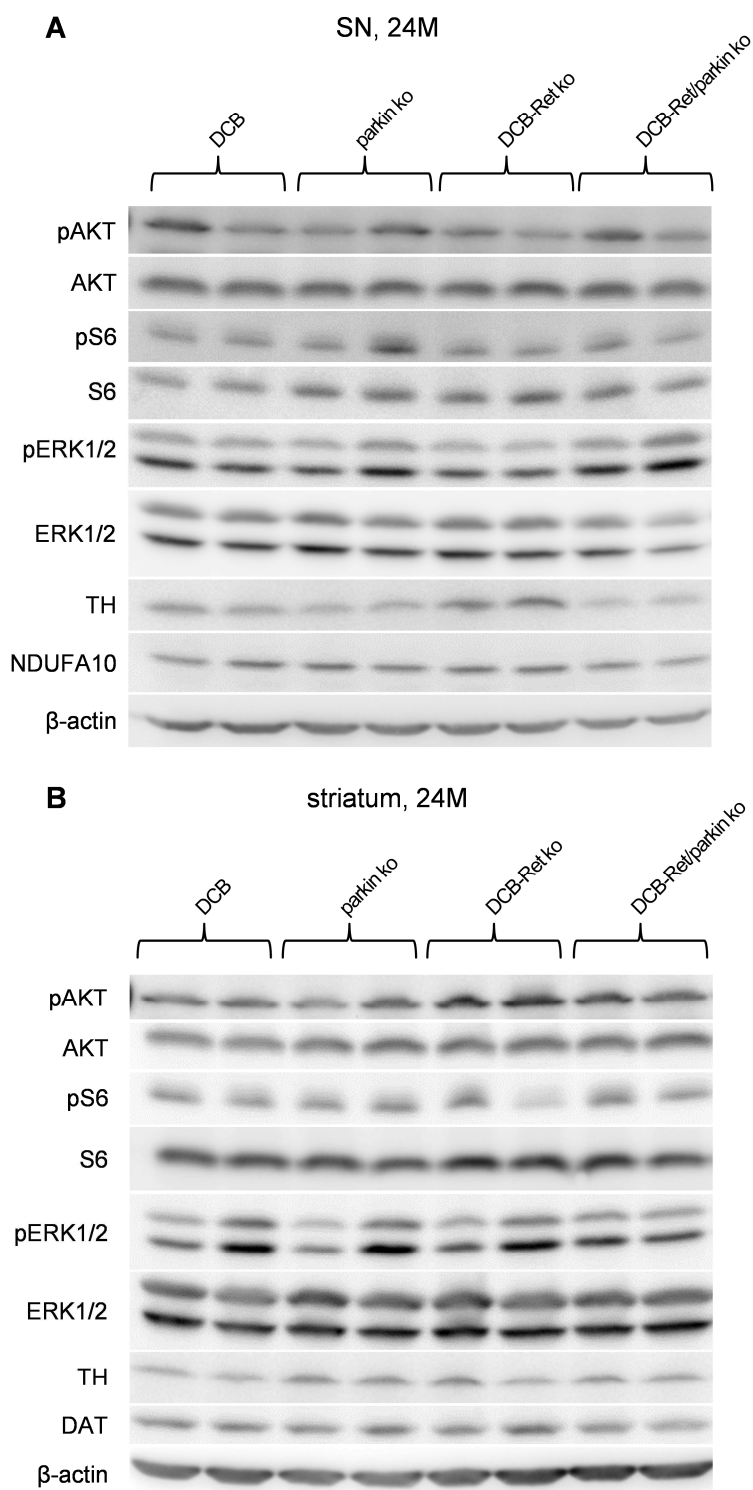 A
SN, 24M
DCB
parkin ko
DCB-Ret ko
DCB-Ret/parkin ko
pAKT
AKT
pS6
S6
pERK1/2
ERK1/2
TH
NDUFA10
β-actin
B
striatum, 24M
DCB
parkin ko
DCB-Ret ko
DCB-Ret/parkin ko
pAKT
AKT
pS6
S6
pERK1/2
ERK1/2
TH
DAT
β-actin